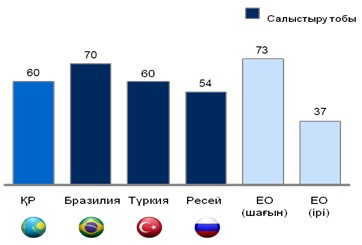 Салыстыру тобы
60
70
60
54
73
37
ҚР
Бразилия
Түркия
Ресей
ЕО
(шағын)
ЕО
(ірі)